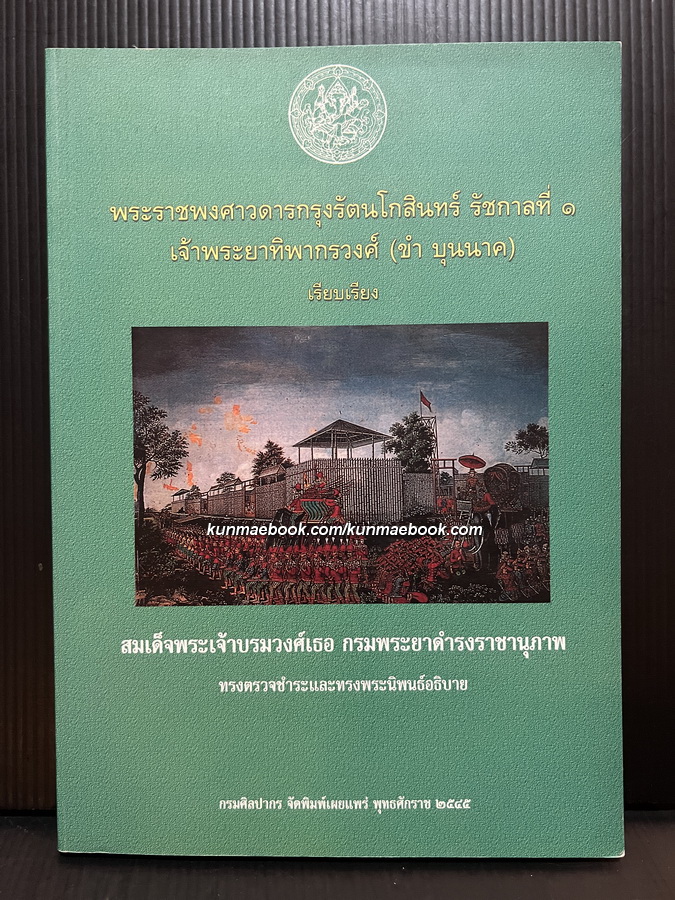 พระราชพงศาวดารกรุงรัตนโกสินทร์ รัชกาลที่ ๑
เจ้าพระยาทิพากรวงศ์ (ขำ บุนนาค)
เรียบเรียง
kunmaebook.com/kunmaebook.com
สมเด็จพระเจ้าบรมวงศ์เธอ กรมพระยาดำรงราชานุภาพ
ทรงตรวจชำระและทรงพระนิพนธ์อธิบาย
กรมศิลปากร จัดพิมพ์เผยแพร่ พุทธศักราช ๒๕๔๕